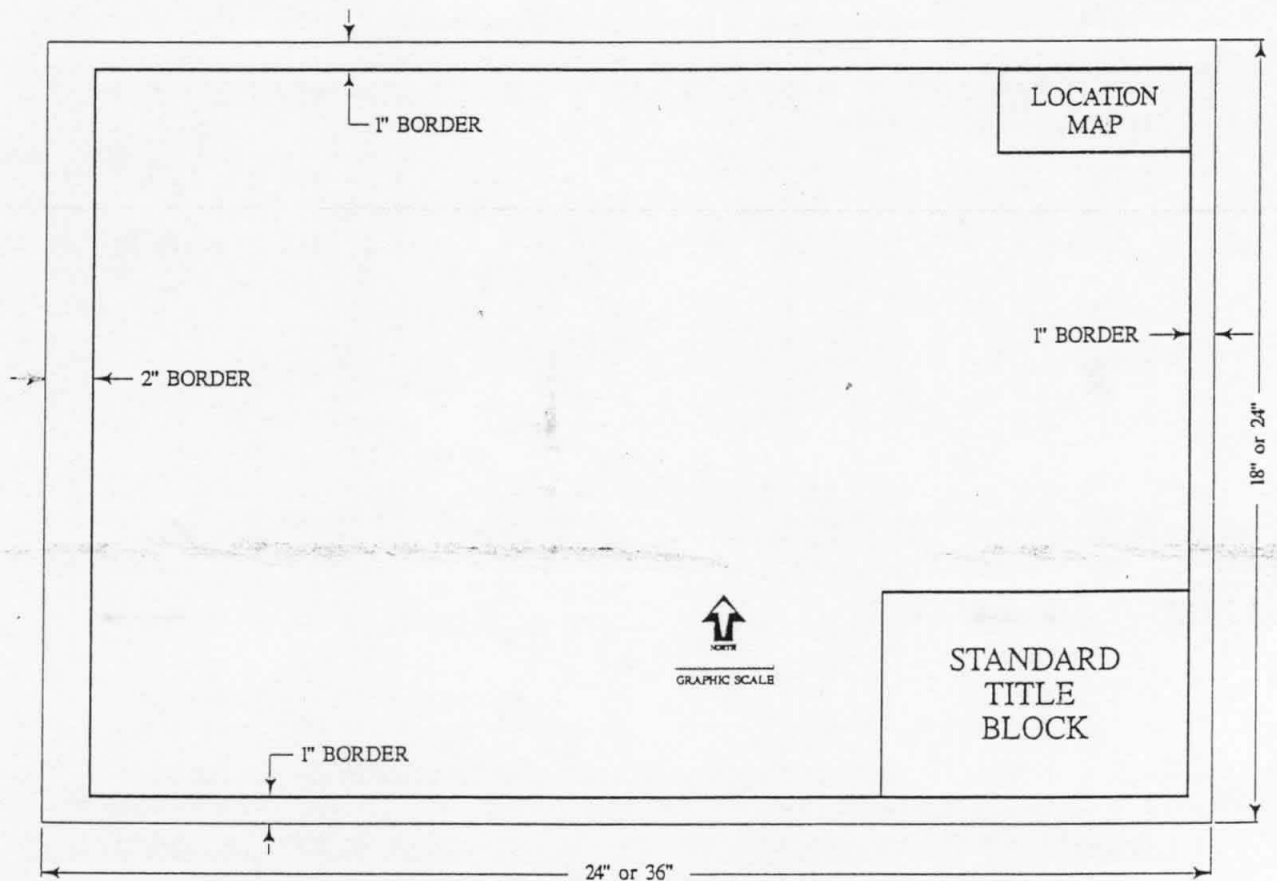 1" BORDER
LOCATION
MAP
1" BORDER
2" BORDER
18" or 24"
NORTH
GRAPHIC SCALE
STANDARD
TITLE
BLOCK
1" BORDER
24" or 36"